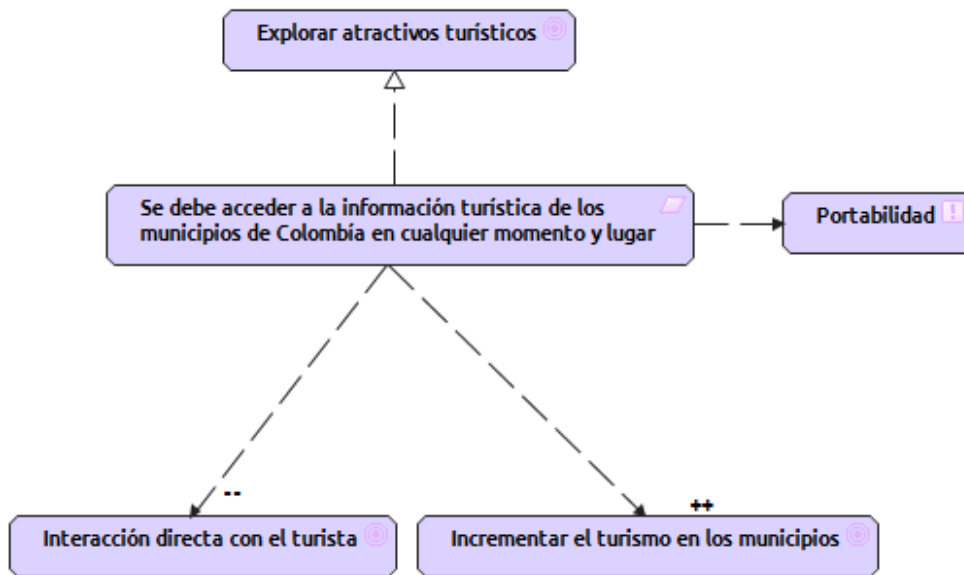 Explorar atractivos turísticos
Se debe acceder a la información turística de los
municipios de Colombía en cualquier momento y lugar
Portabilidad
--
++
Interacción directa con el turista
Incrementar el turismo en los municipios